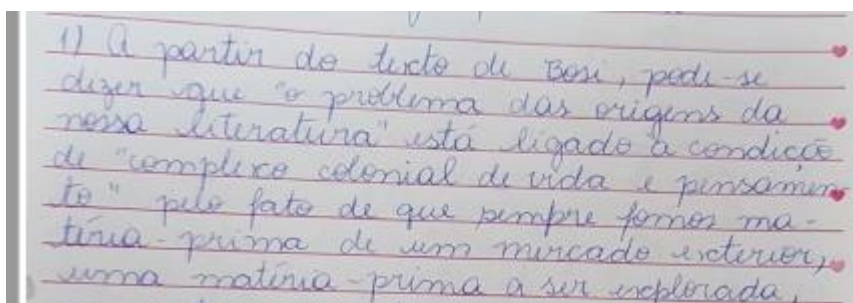 1) A partir do texto de Bosi, pode-se
dizer que "o problema das origens da
nossa literatura" está ligado à condição
de "complexo colonial de vida e pensamen
to" pelo fato de que sempre fomos ma-
téria-prima de um mercado exterior,
uma matéria-prima a ser explorada.